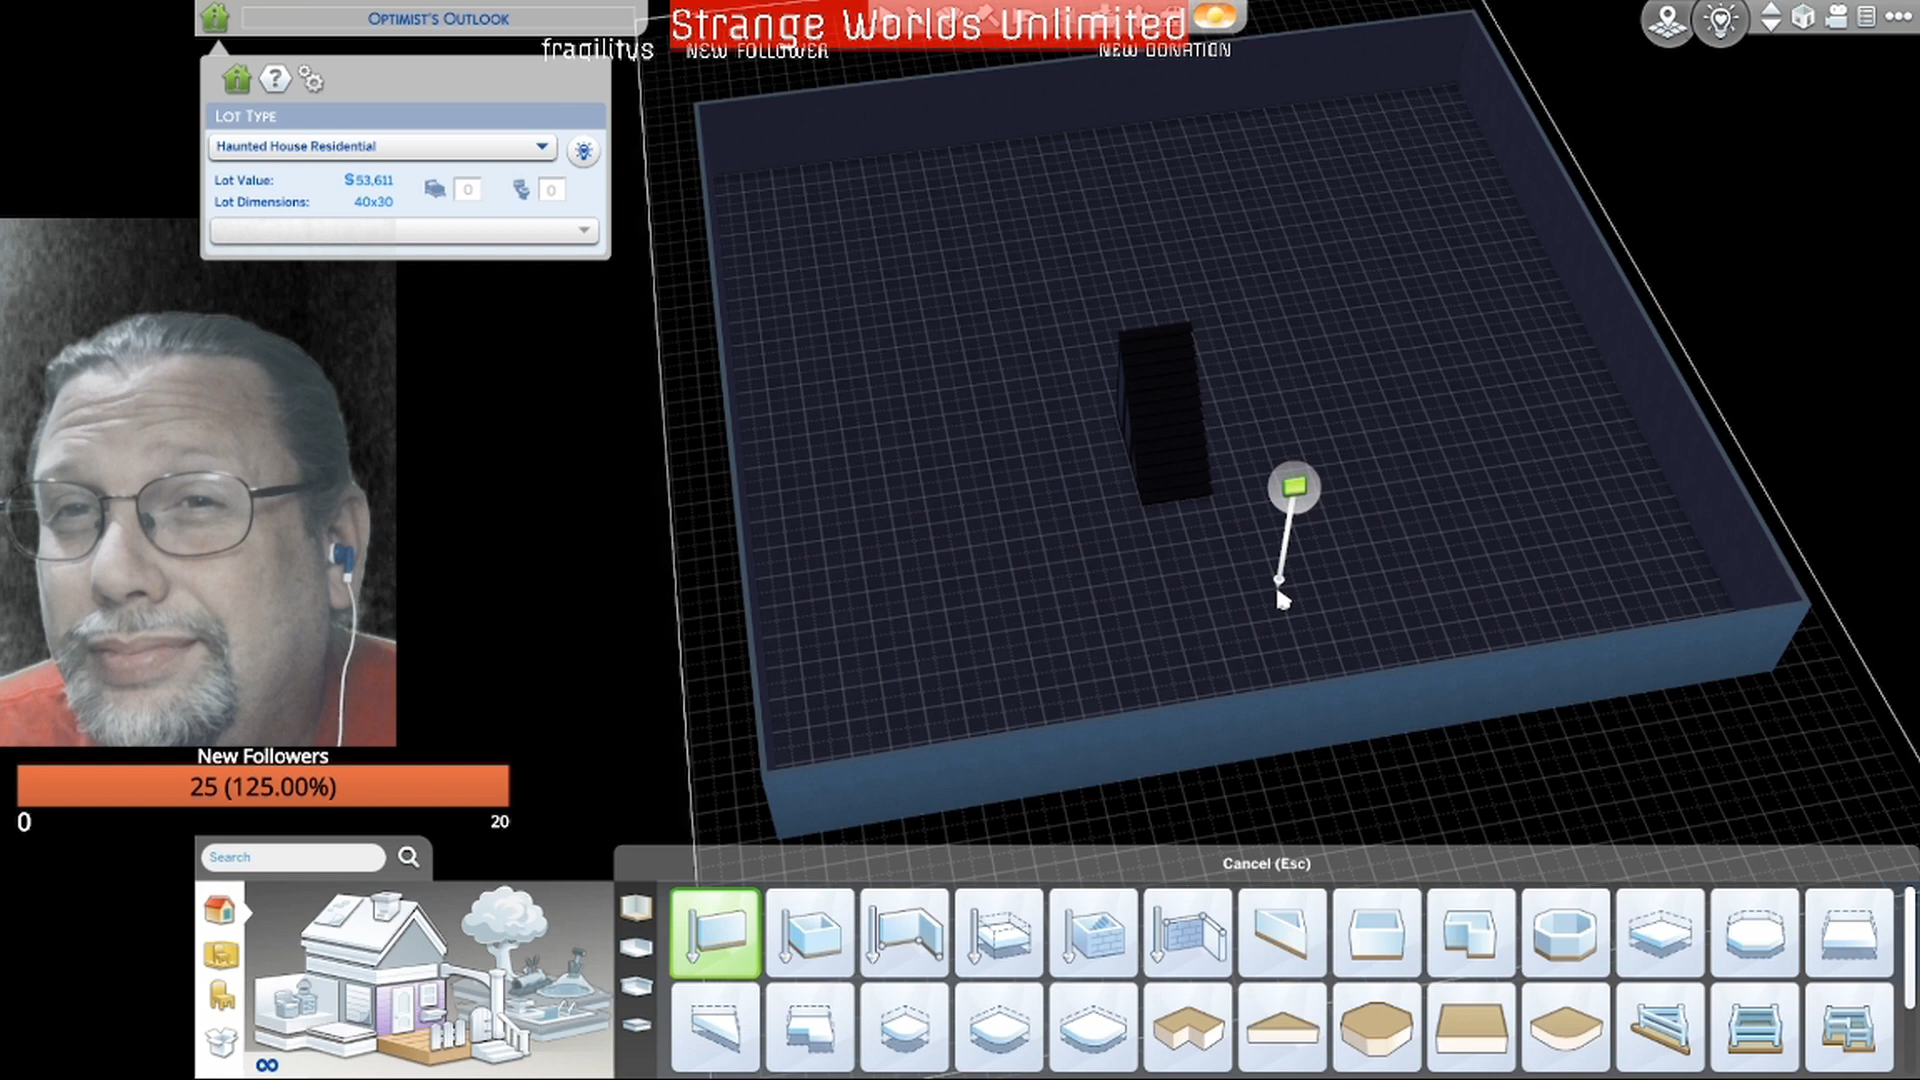 OPTIMIST'S OUTLOOK
Strange Worlds Unlimited
fragilitus
NEW FOLLOWER
NEW DONATION
LOT TYPE
Haunted House Residential
Lot Value:
§53,611
0
0
Lot Dimensions:
40x30
New Followers
25 (125.00%)
0
20
Search
Cancel (Esc)